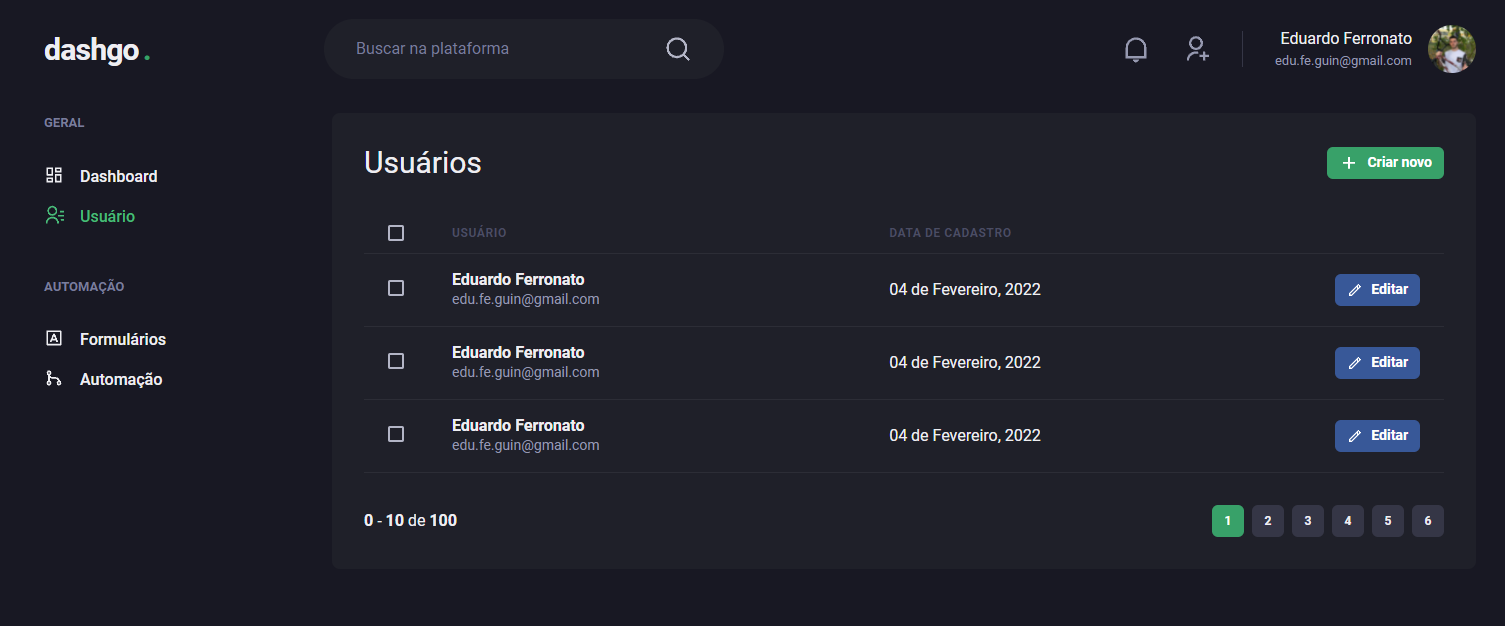 dashgo.
Buscar na plataforma
Eduardo Ferronato
edu.fe.guin@gmail.com
GERAL
Dashboard
Usuário
AUTOMAÇÃO
Formulários
Automação
Usuários
Criar novo
USUÁRIO DATA DE CADASTRO
Eduardo Ferronato
edu.fe.guin@gmail.com
04 de Fevereiro, 2022
Editar
Eduardo Ferronato
edu.fe.guin@gmail.com
04 de Fevereiro, 2022
Editar
Eduardo Ferronato
edu.fe.guin@gmail.com
04 de Fevereiro, 2022
Editar
0 - 10 de 100
1 2 3 4 5 6